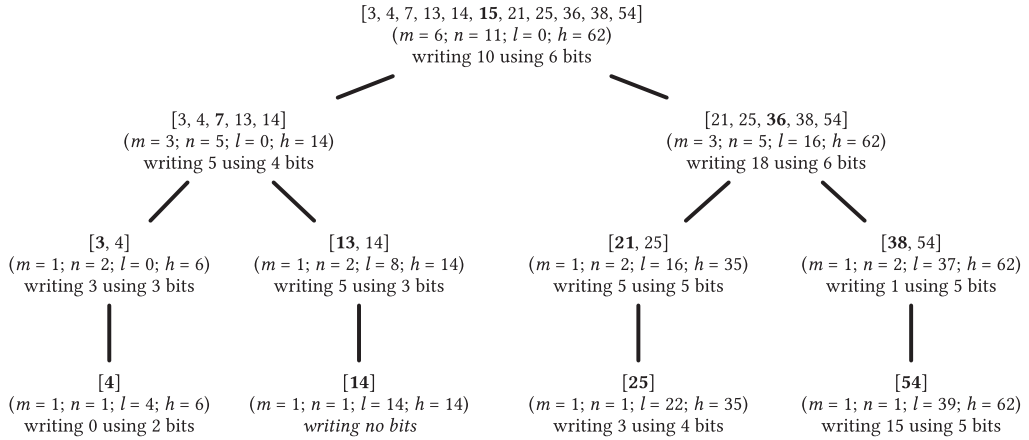 [3, 4, 7, 13, 14, 15, 21, 25, 36, 38, 54]
(m = 6; n = 11; l = 0; h = 62)
writing 10 using 6 bits
[3, 4, 7, 13, 14]
(m = 3; n = 5; l = 0; h = 14)
writing 5 using 4 bits
[21, 25, 36, 38, 54]
(m = 3; n = 5; l = 16; h = 62)
writing 18 using 6 bits
[3, 4]
(m = 1; n = 2; l = 0; h = 6)
writing 3 using 3 bits
[13, 14]
(m = 1; n = 2; l = 8; h = 14)
writing 5 using 3 bits
[21, 25]
(m = 1; n = 2; l = 16; h = 35)
writing 5 using 5 bits
[38, 54]
(m = 1; n = 2; l = 37; h = 62)
writing 1 using 5 bits
[4]
(m = 1; n = 1; l = 4; h = 6)
writing 0 using 2 bits
[14]
(m = 1; n = 1; l = 14; h = 14)
writing no bits
[25]
(m = 1; n = 1; l = 22; h = 35)
writing 3 using 4 bits
[54]
(m = 1; n = 1; l = 39; h = 62)
writing 15 using 5 bits